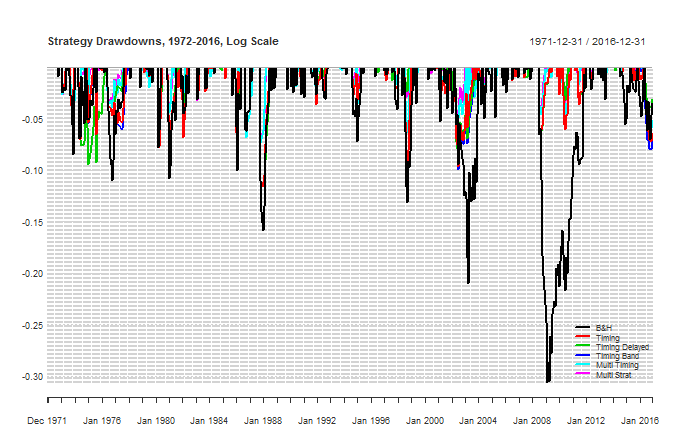 Strategy Drawdowns, 1972-2016, Log Scale 1971-12-31 / 2016-12-31
-0.05
-0.10
-0.15
-0.20
-0.25
-0.30
B&H
Timing
Timing Delayed
Timing Band
Multi Timing
Multi Strat
Dec 1971 Jan 1976 Jan 1980 Jan 1984 Jan 1988 Jan 1992 Jan 1996 Jan 2000 Jan 2004 Jan 2008 Jan 2012 Jan 2016